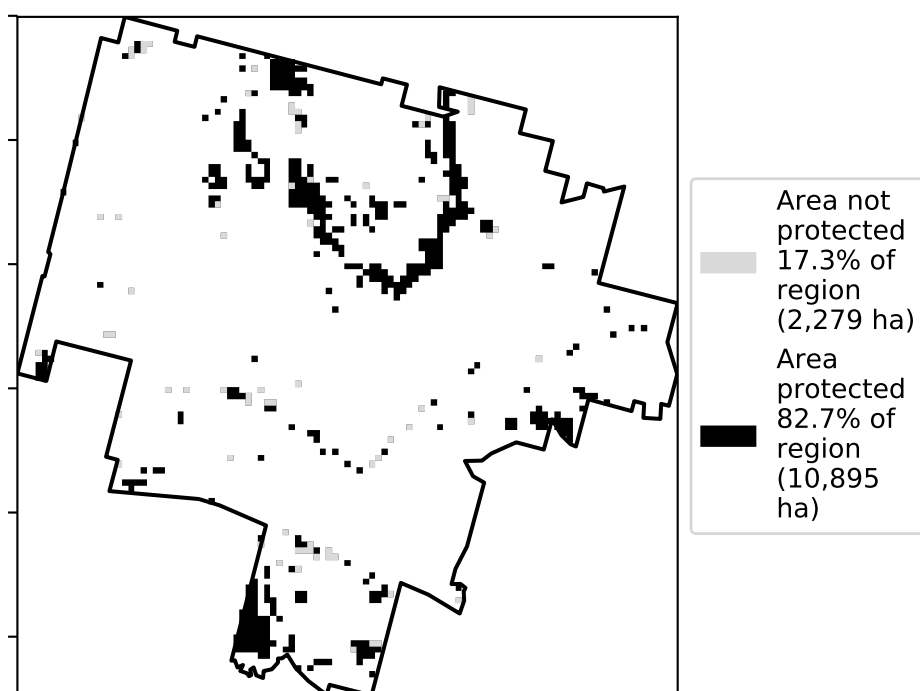 Area not
protected
17.3% of
region
(2,279 ha)
Area
protected
82.7% of
region
(10,895
ha)